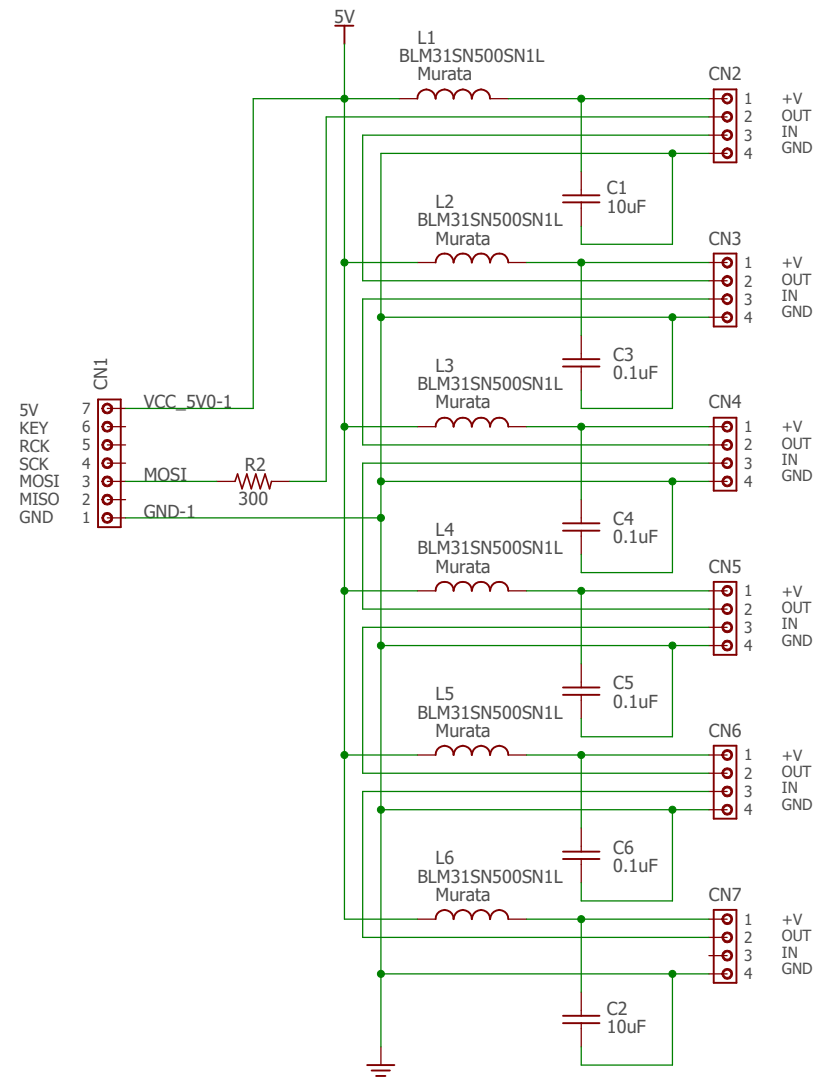 5V
L1
BLM31SN500SN1L
Murata
CN2
1 +V
2 OUT
3 IN
4 GND
C1
10uF
L2
BLM31SN500SN1L
Murata
CN3
1 +V
2 OUT
3 IN
4 GND
C3
0.1uF
L3
BLM31SN500SN1L
Murata
CN4
1 +V
2 OUT
3 IN
4 GND
CN1
5V 7 VCC_5V0-1
KEY 6
RCK 5
SCK 4
MOSI 3 MOSI
MISO 2
GND 1 GND-1
R2
300
C4
0.1uF
L4
BLM31SN500SN1L
Murata
CN5
1 +V
2 OUT
3 IN
4 GND
C5
0.1uF
L5
BLM31SN500SN1L
Murata
CN6
1 +V
2 OUT
3 IN
4 GND
C6
0.1uF
L6
BLM31SN500SN1L
Murata
CN7
1 +V
2 OUT
3 IN
4 GND
C2
10uF